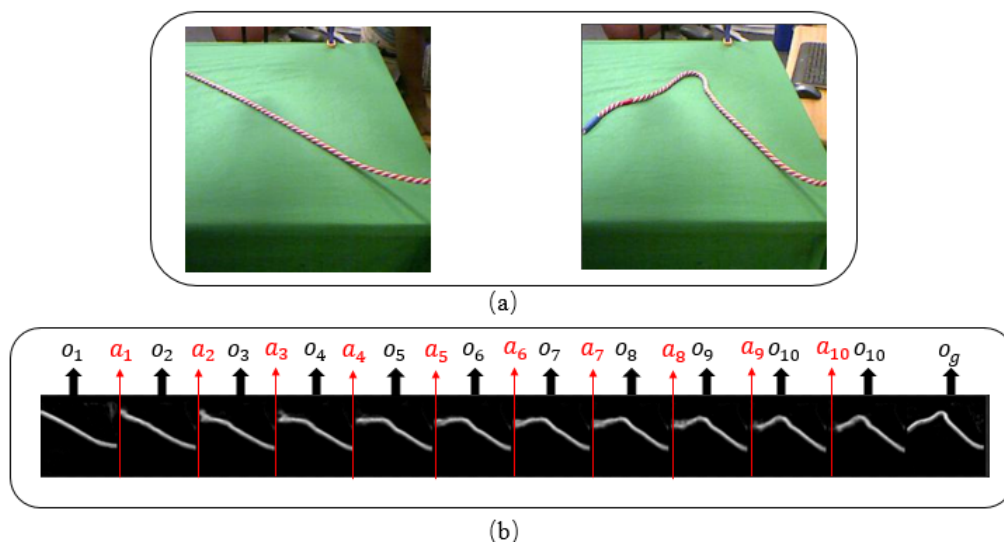 (a)
o₁ a₁ o₂ a₂ o₃ a₃ o₄ a₄ o₅ a₅ o₆ a₆ o₇ a₇ o₈ a₈ o₉ a₉ o₁₀ a₁₀ o₁₀ o_g
(b)